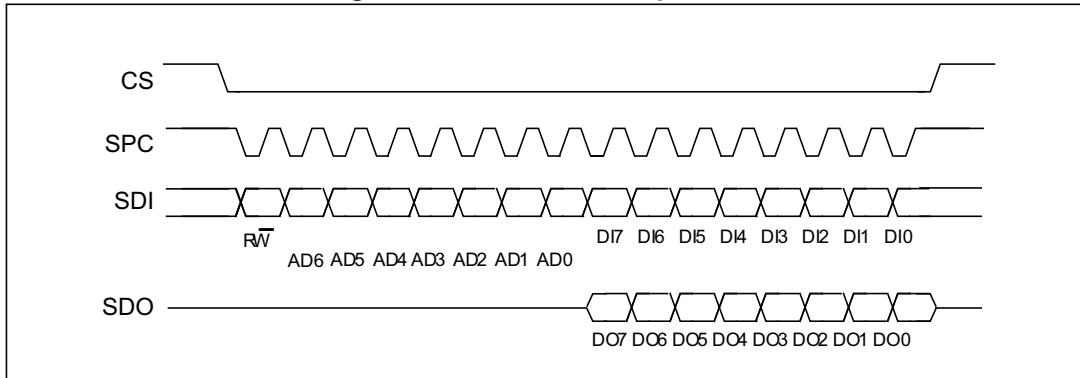 CS
SPC
SDI
RW
DI7 DI6 DI5 DI4 DI3 DI2 DI1 DI0
AD6 AD5 AD4 AD3 AD2 AD1 AD0
SDO
DO7 DO6 DO5 DO4 DO3 DO2 DO1 DO0